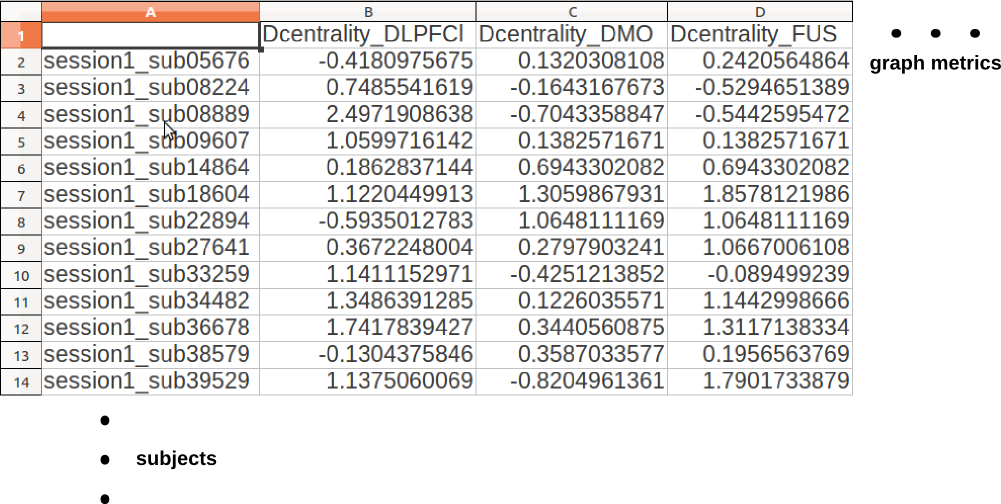 A B C D
1 Dcentrality_DLPFCl Dcentrality_DMO Dcentrality_FUS
2 session1_sub05676 -0.4180975675 0.1320308108 0.2420564864
3 session1_sub08224 0.7485541619 -0.1643167673 -0.5294651389
4 session1_sub08889 2.4971908638 -0.7043358847 -0.5442595472
5 session1_sub09607 1.0599716142 0.1382571671 0.1382571671
6 session1_sub14864 0.1862837144 0.6943302082 0.6943302082
7 session1_sub18604 1.1220449913 1.3059867931 1.8578121986
8 session1_sub22894 -0.5935012783 1.0648111169 1.0648111169
9 session1_sub27641 0.3672248004 0.2797903241 1.0667006108
10 session1_sub33259 1.1411152971 -0.4251213852 -0.089499239
11 session1_sub34482 1.3486391285 0.1226035571 1.1442998666
12 session1_sub36678 1.7417839427 0.3440560875 1.3117138334
13 session1_sub38579 -0.1304375846 0.3587033577 0.1956563769
14 session1_sub39529 1.1375060069 -0.8204961361 1.7901733879
graph metrics
subjects